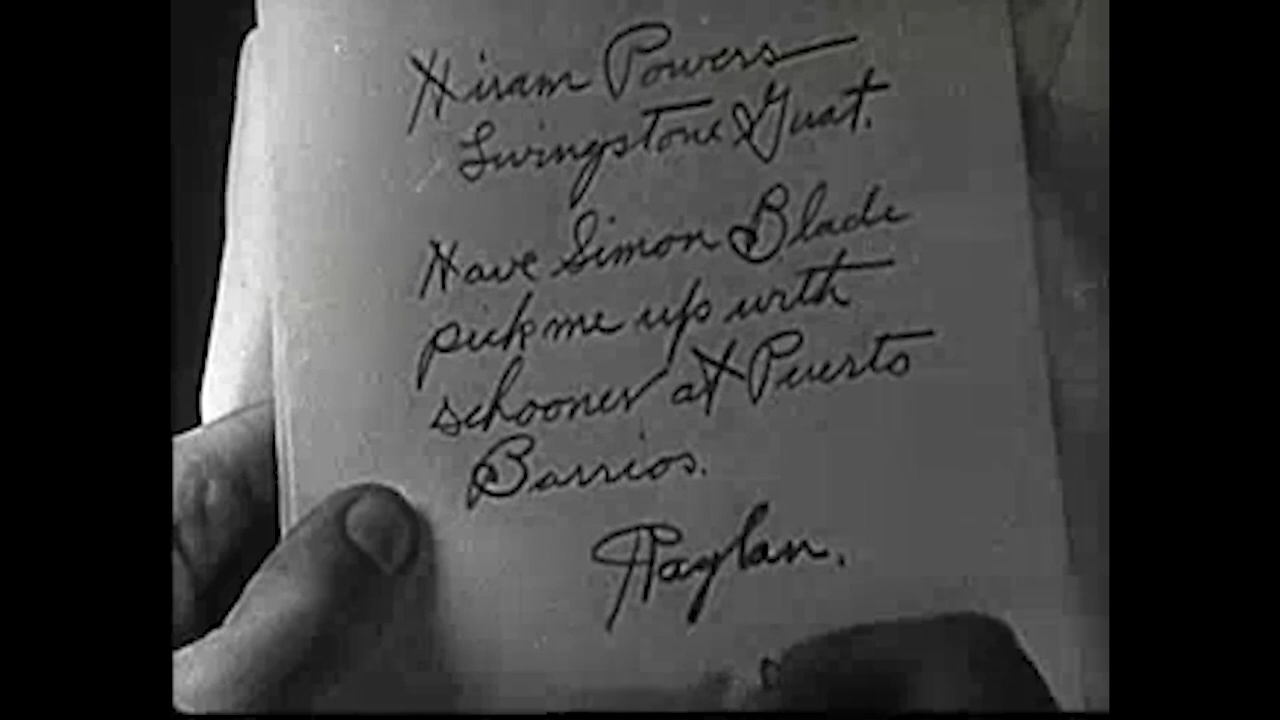 Hiram Powers
Livingstone Guat.
Have Simon Blade
pick me up with
schooner at Puerto
Barrios.
Raglan.